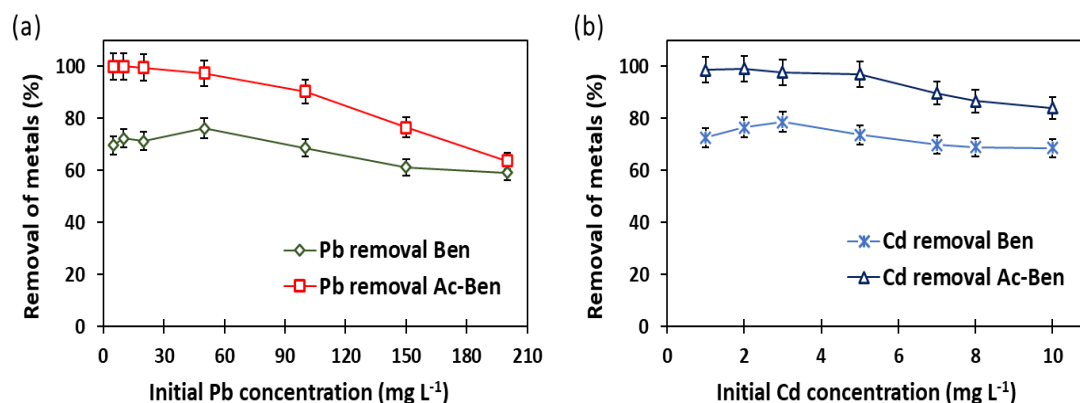 (a)
Removal of metals (%)
100
80
60
40
20
0
Pb removal Ben
Pb removal Ac-Ben
0 30 60 90 120 150 180 210
Initial Pb concentration (mg L⁻¹)
(b)
Removal of metals (%)
100
80
60
40
20
0
Cd removal Ben
Cd removal Ac-Ben
0 2 4 6 8 10
Initial Cd concentration (mg L⁻¹)